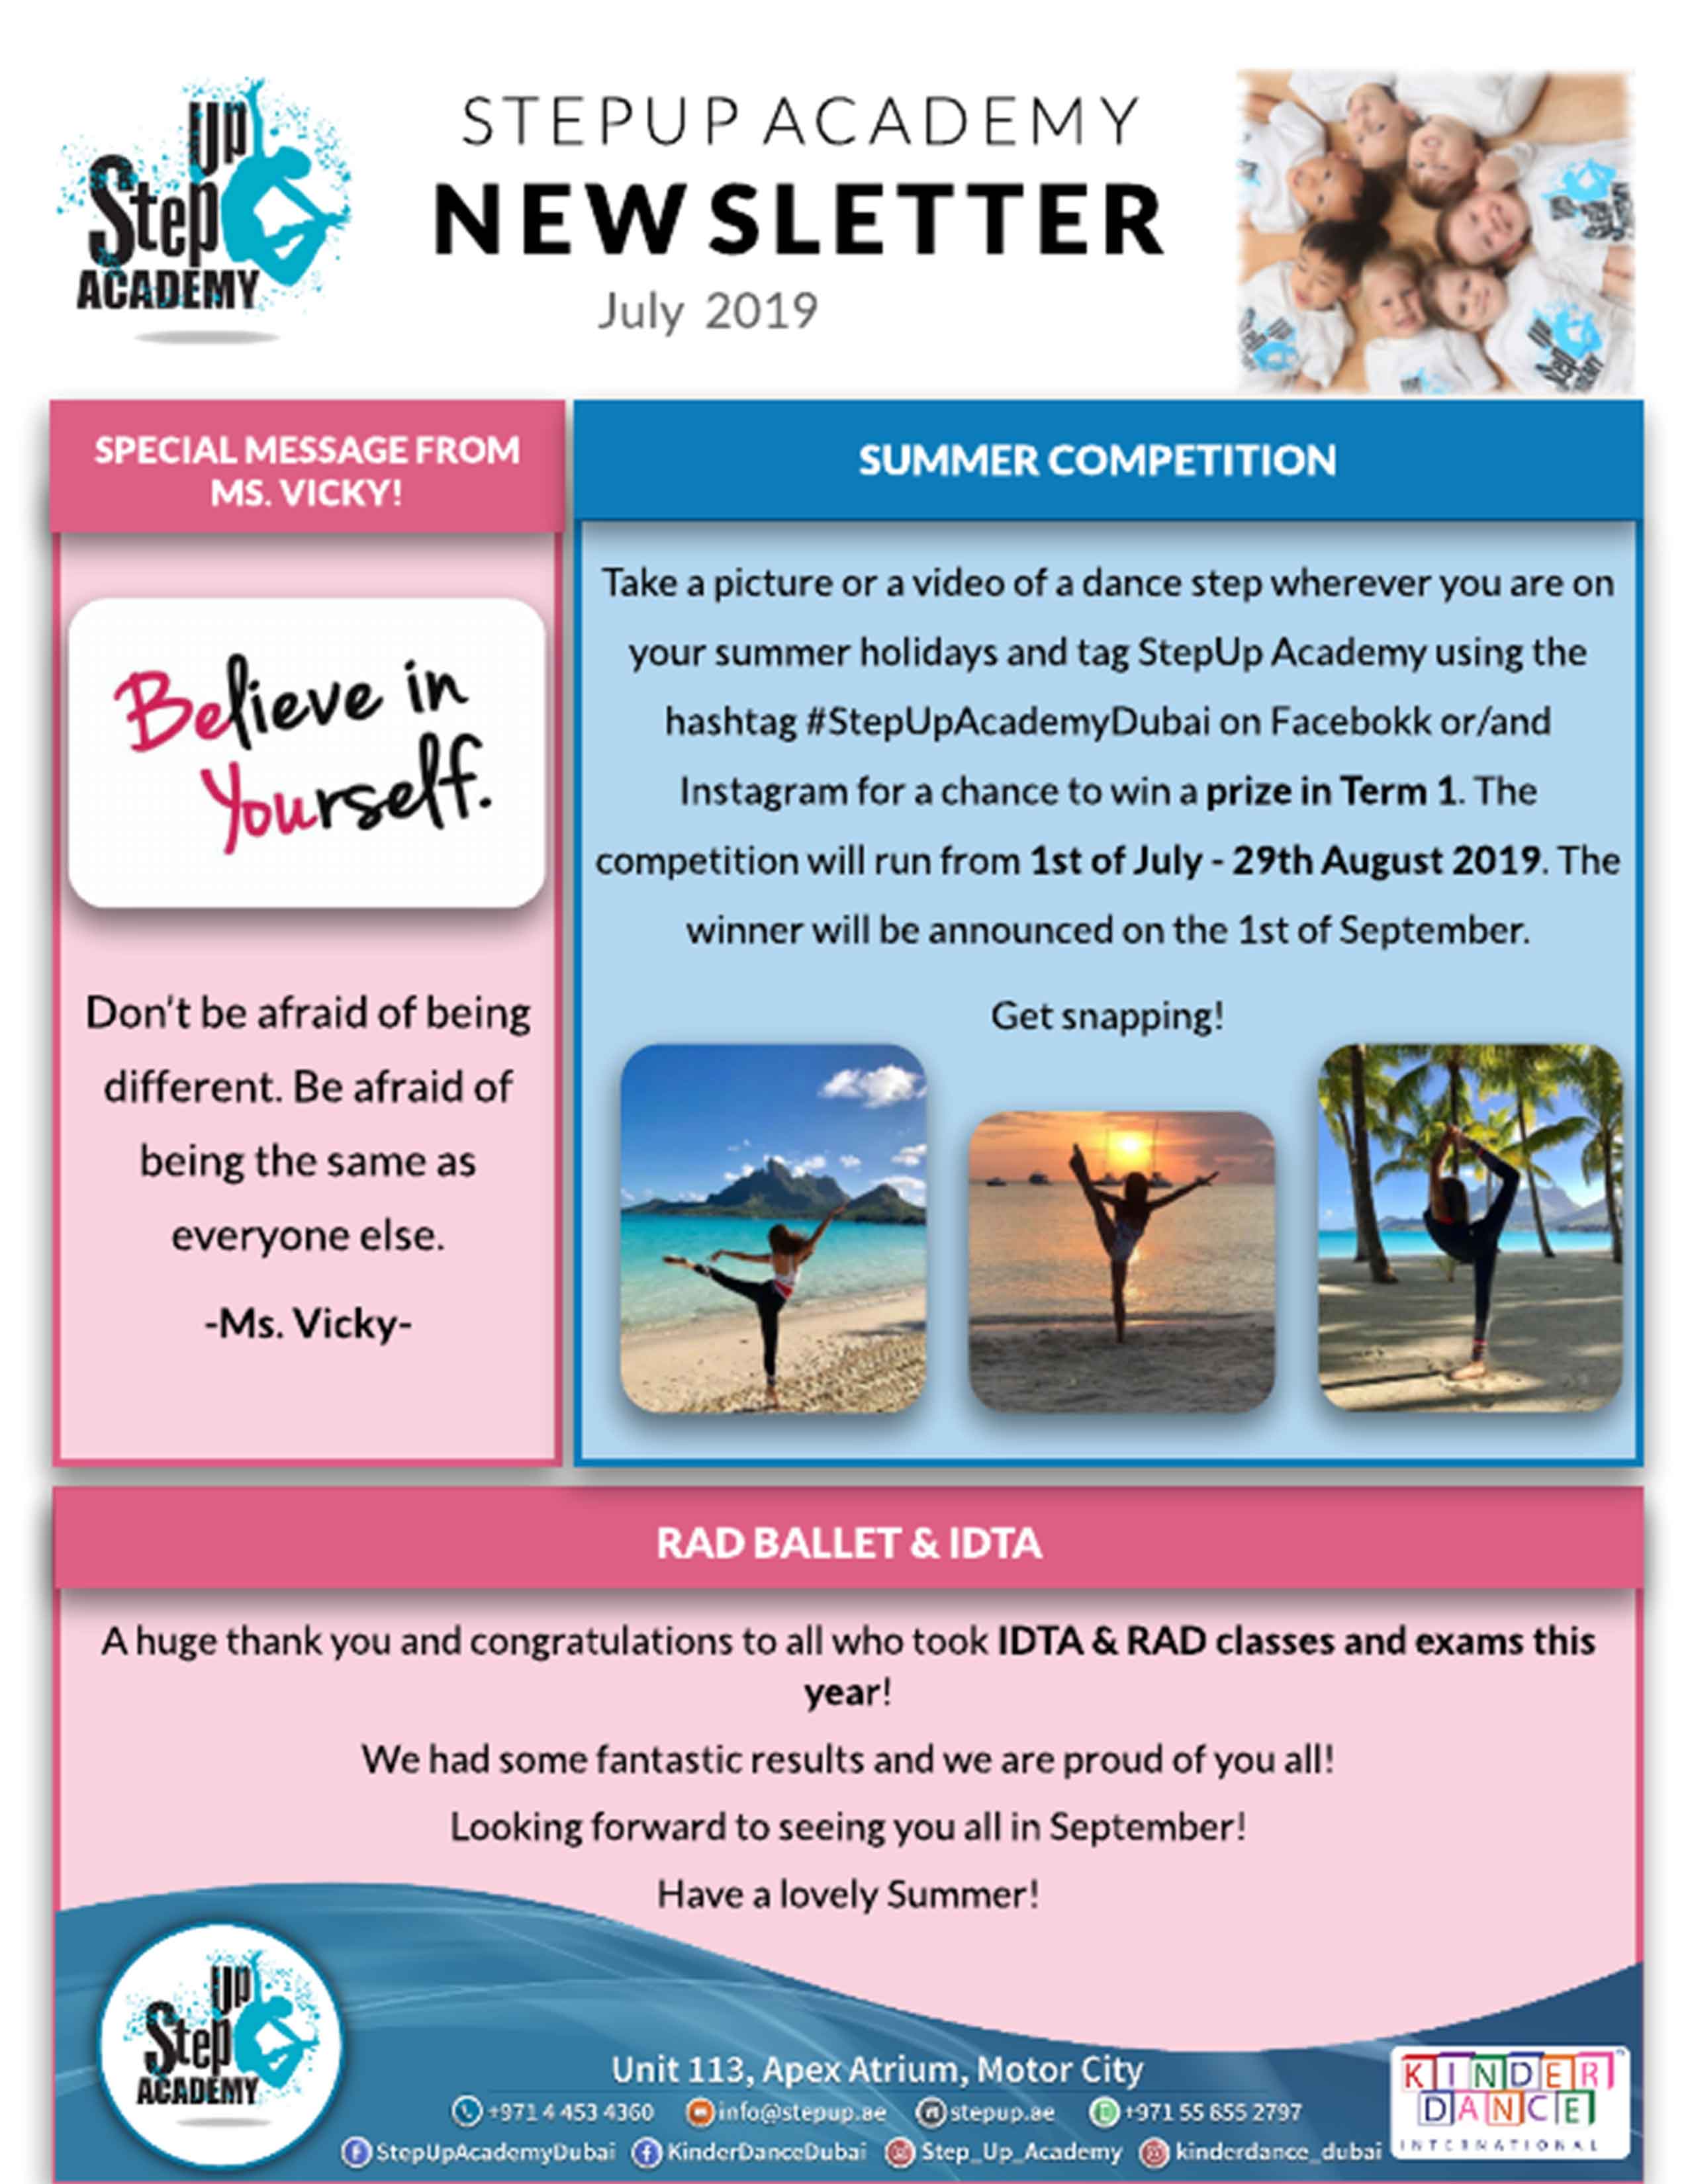 UP
Step
ACADEMY
STEPUP ACADEMY
NEWSLETTER
July 2019
SPECIAL MESSAGE FROM
MS. VICKY!
Believe in
Yourself.
Don't be afraid of being
different. Be afraid of
being the same as
everyone else.
-Ms. Vicky-
SUMMER COMPETITION
Take a picture or a video of a dance step wherever you are on
your summer holidays and tag StepUp Academy using the
hashtag #StepUpAcademyDubai on Facebokk or/and
Instagram for a chance to win a prize in Term 1. The
competition will run from 1st of July - 29th August 2019. The
winner will be announced on the 1st of September.
Get snapping!
RAD BALLET & IDTA
A huge thank you and congratulations to all who took IDTA & RAD classes and exams this
year!
We had some fantastic results and we are proud of you all!
Looking forward to seeing you all in September!
Have a lovely Summer!
UP
Step
ACADEMY
Unit 113, Apex Atrium, Motor City
+971 4 453 4360 info@stepup.ae stepup.ae +971 55 855 2797
StepUpAcademyDubai KinderDanceDubai Step_Up_Academy kinderdance_dubai
KINDER
DANCE
INTERNATIONAL